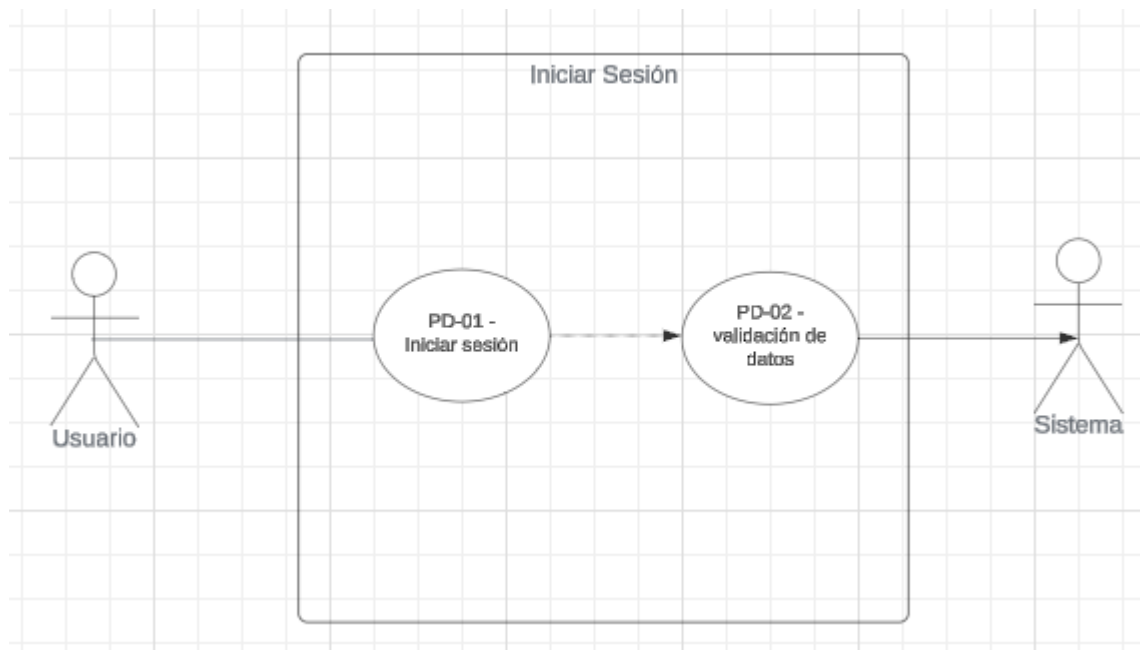 Iniciar Sesión
PD-01 -
Iniciar sesión
PD-02 -
validación de
datos
Usuario
Sistema